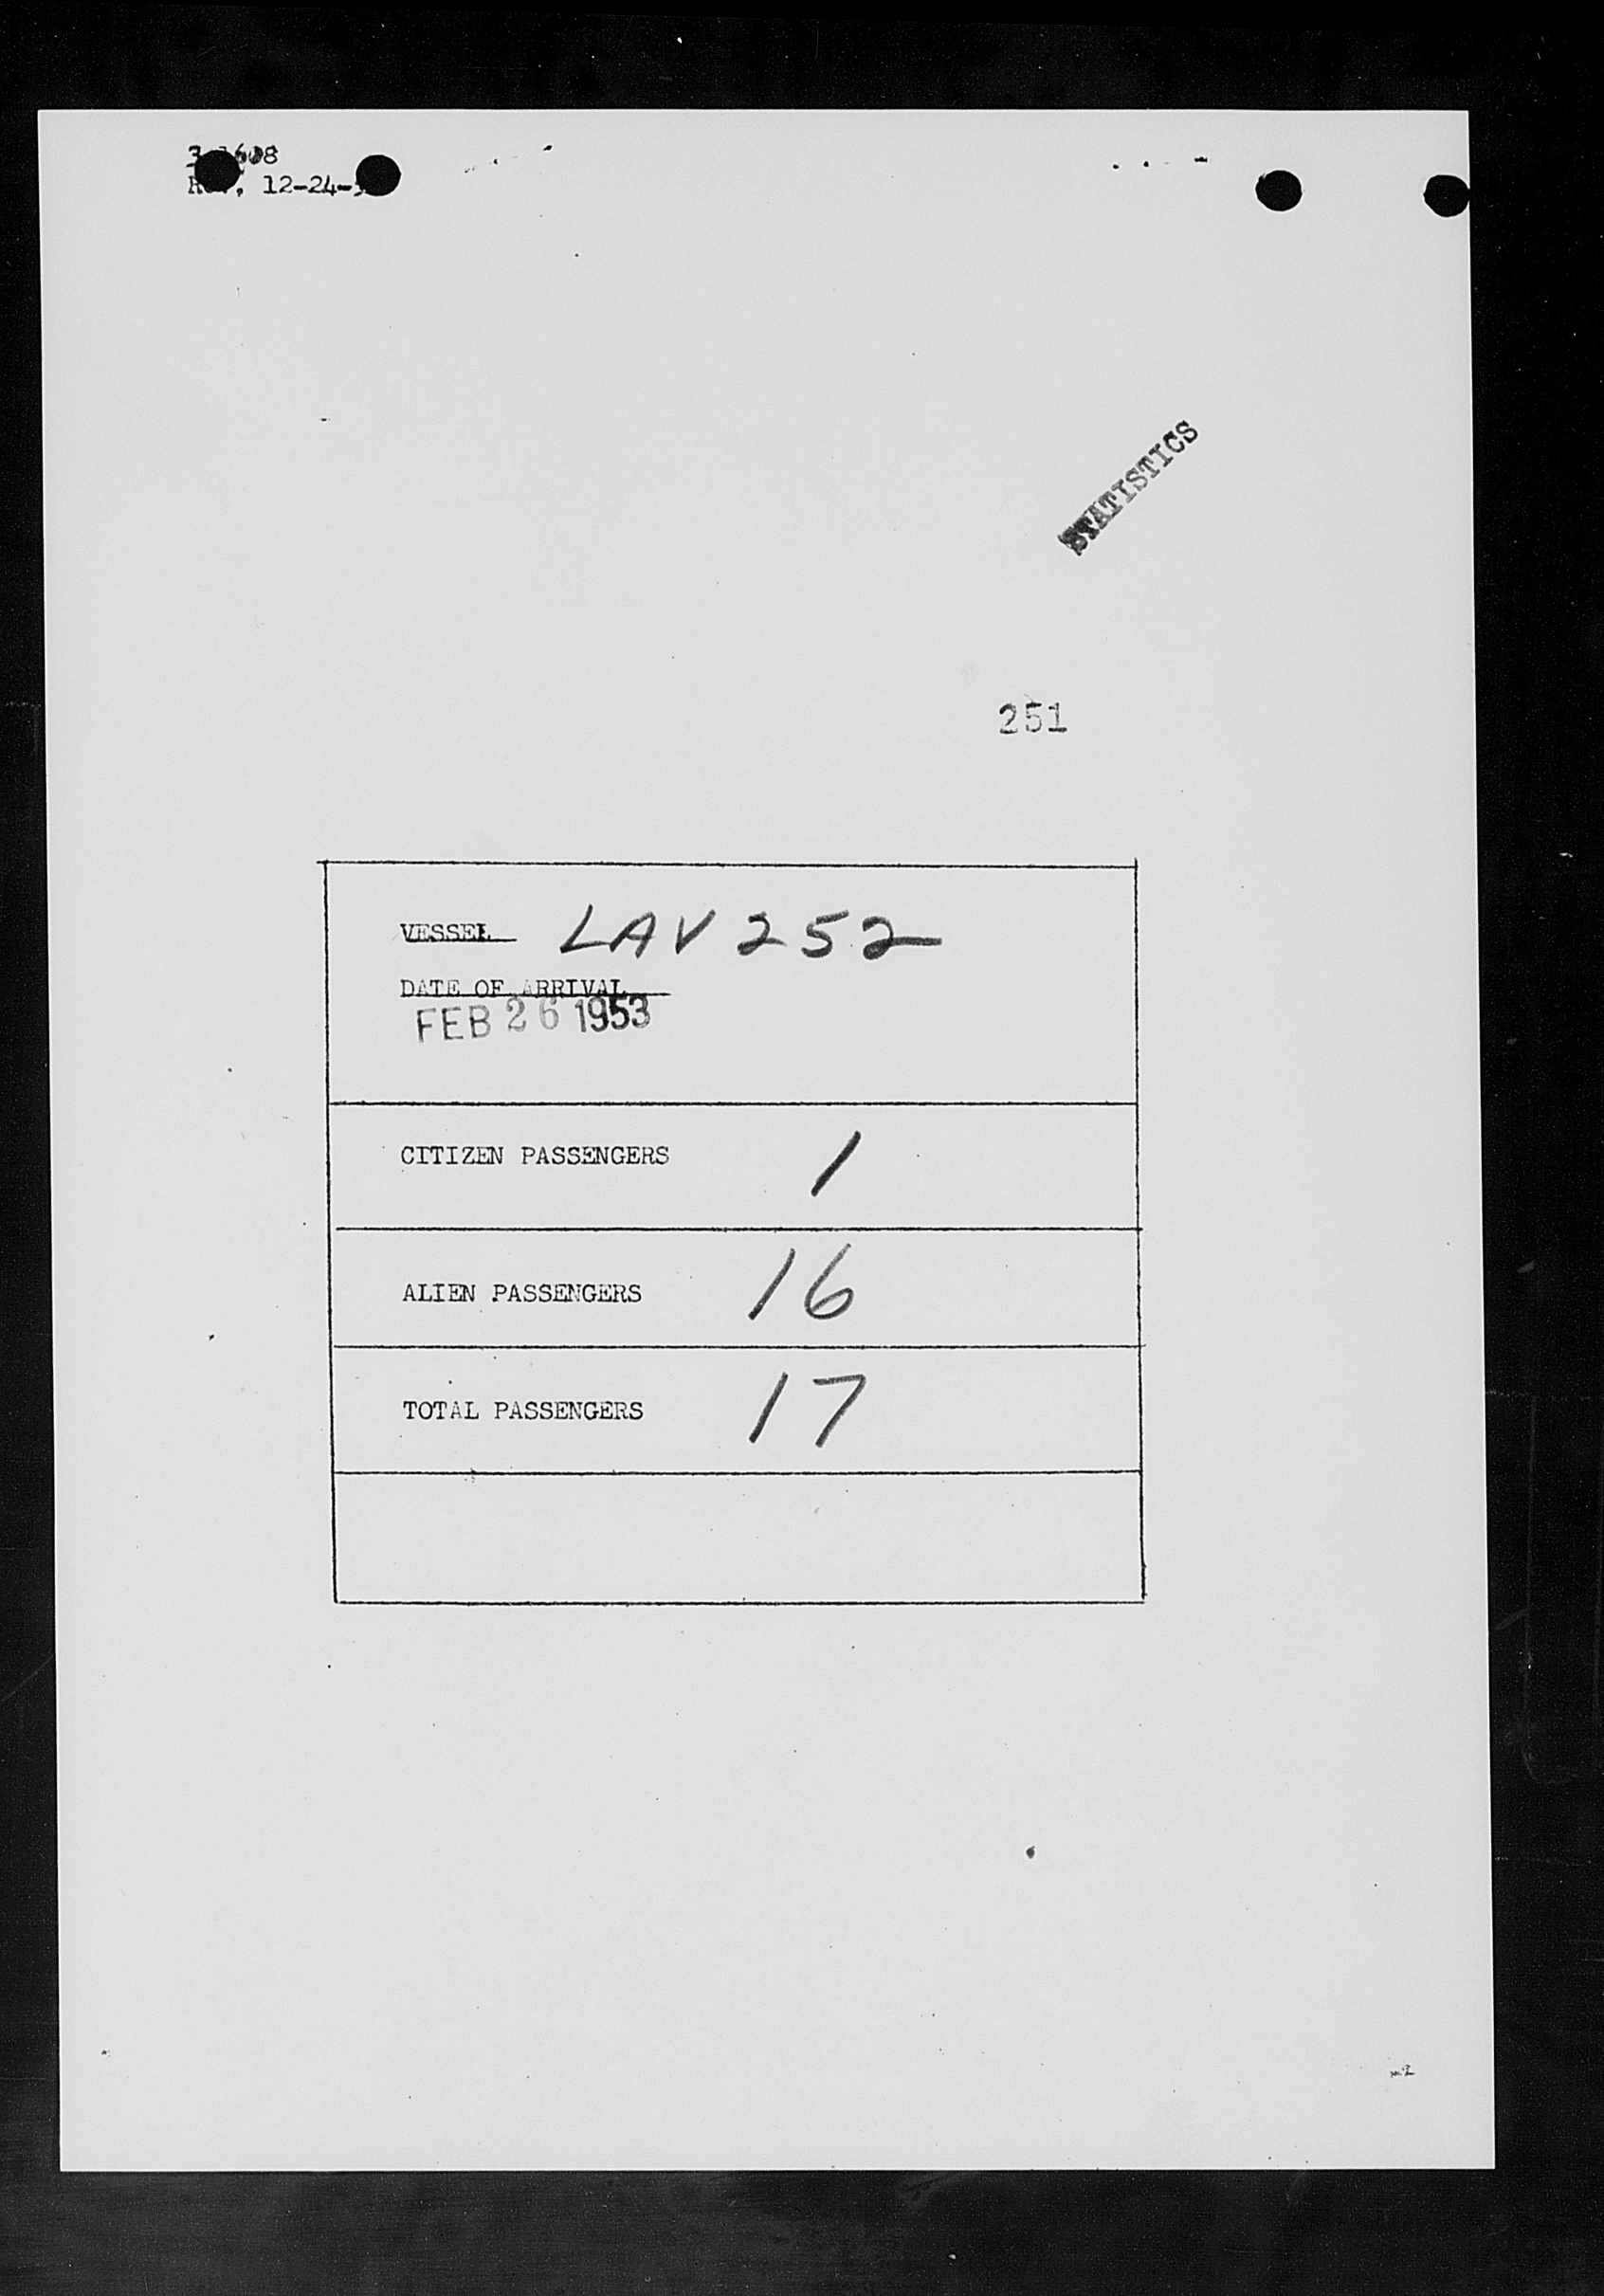 12-24-
STATISTICS
251
VESSEL LAV 252
DATE OF ARRIVAL
FEB 26 1953
CITIZEN PASSENGERS 1
ALIEN PASSENGERS 16
TOTAL PASSENGERS 17